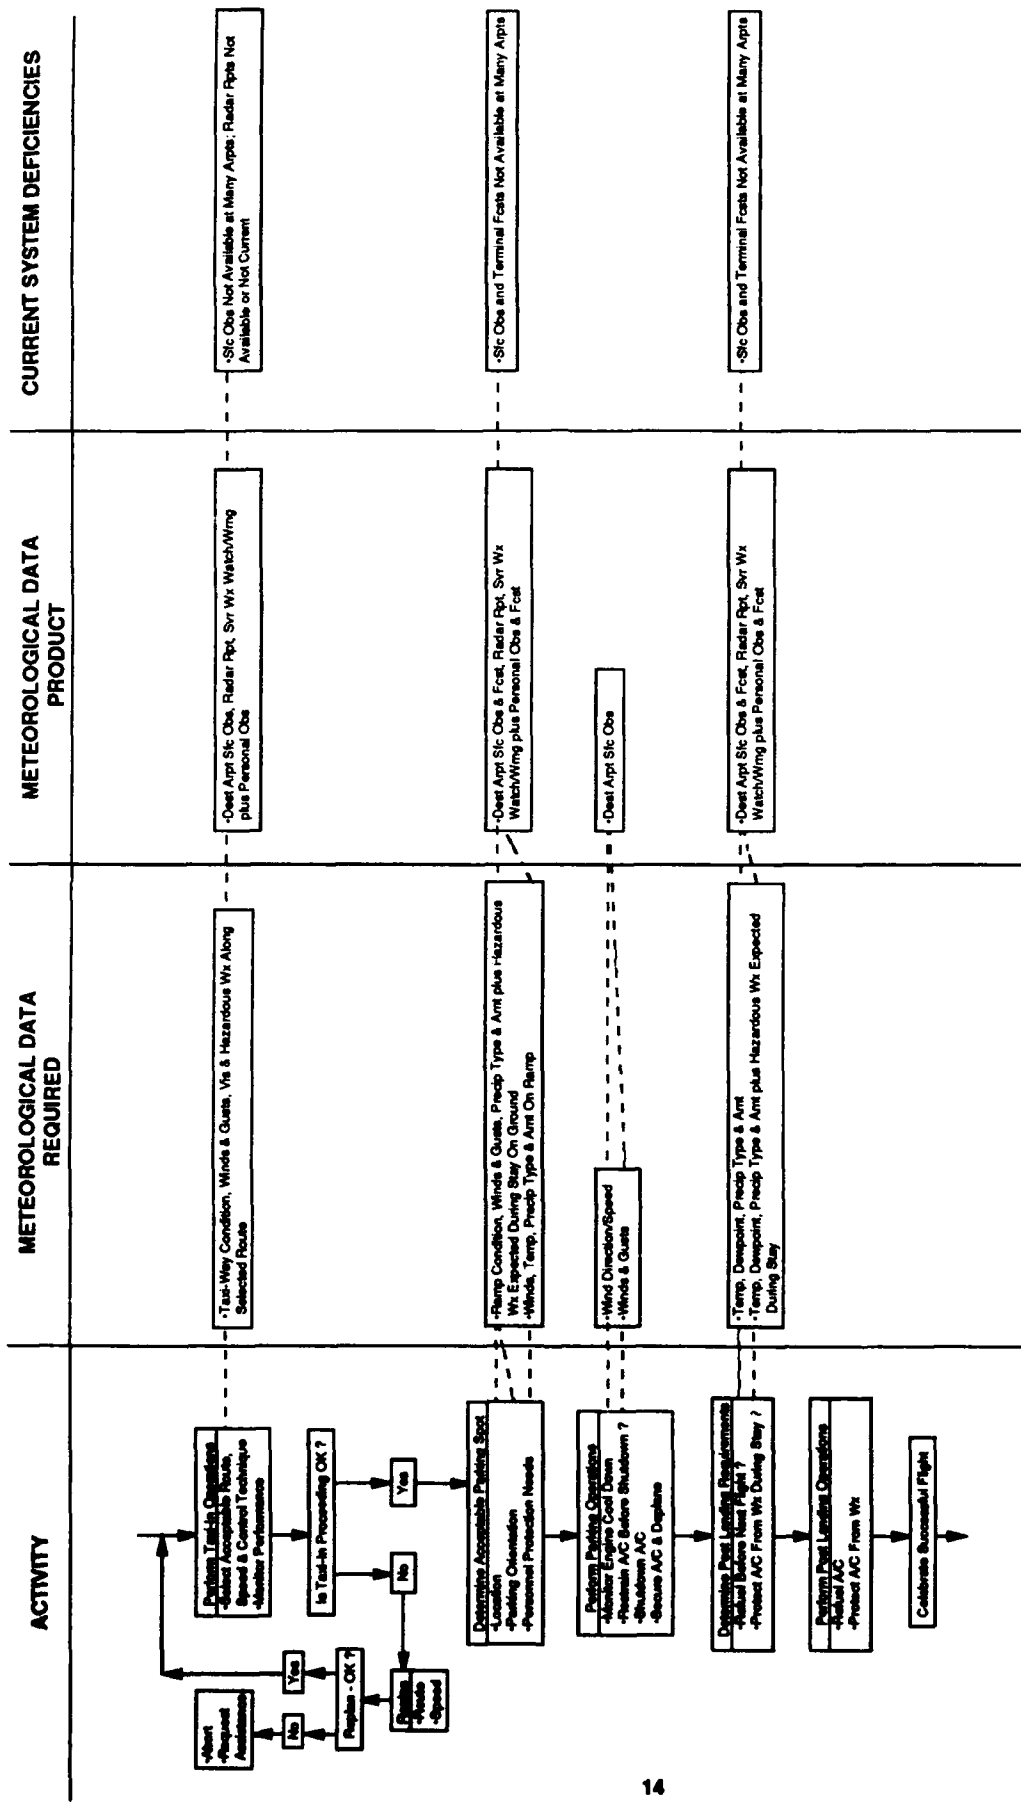 ACTIVITY
METEOROLOGICAL DATA
REQUIRED
METEOROLOGICAL DATA
PRODUCT
CURRENT SYSTEM DEFICIENCIES
Perform Taxi-In Operations
•Select Acceptable Route,
Speed & Control Technique
•Monitor Performance
•Taxi-Way Condition, Winds & Gusts, Vis & Hazardous Wx Along
Selected Route
•Dest Arpt Sfc Obs, Radar Rpt, Svr Wx Watch/Wrng
plus Personal Obs
•Sfc Obs Not Available at Many Arpts; Radar Rpts Not
Available or Not Current
Is Taxi-In Proceeding OK ?
Yes
No
Replan
•Route
•Speed
Replan - OK ?
Yes
No
•Abort
•Request
Assistance
Determine Acceptable Parking Spot
•Location
•Parking Orientation
•Personnel Protection Needs
•Ramp Condition, Winds & Gusts, Precip Type & Amt plus Hazardous
Wx Expected During Stay On Ground
•Winds, Temp, Precip Type & Amt On Ramp
•Dest Arpt Sfc Obs & Fcst, Radar Rpt, Svr Wx
Watch/Wrng plus Personal Obs & Fcst
•Sfc Obs and Terminal Fcsts Not Available at Many Arpts
Perform Parking Operations
•Monitor Engine Cool Down
•Restrain A/C Before Shutdown ?
•Shutdown A/C
•Secure A/C & Deplane
•Wind Direction/Speed
•Winds & Gusts
•Dest Arpt Sfc Obs
Determine Post Landing Requirements
•Refuel Before Next Flight ?
•Protect A/C From Wx During Stay ?
•Temp, Dewpoint, Precip Type & Amt
•Temp, Dewpoint, Precip Type & Amt plus Hazardous Wx Expected
During Stay
•Dest Arpt Sfc Obs & Fcst, Radar Rpt, Svr Wx
Watch/Wrng plus Personal Obs & Fcst
•Sfc Obs and Terminal Fcsts Not Available at Many Arpts
Perform Post Landing Operations
•Refuel A/C
•Protect A/C From Wx
Celebrate Successful Flight
14